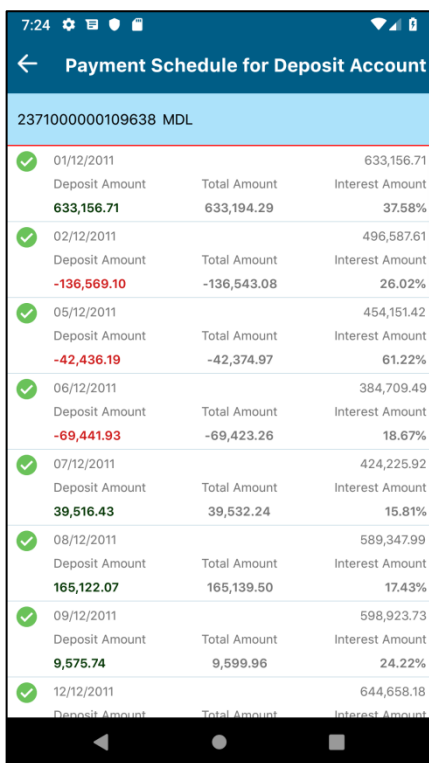 7:24
Payment Schedule for Deposit Account
2371000000109638 MDL
01/12/2011 633,156.71
Deposit Amount Total Amount Interest Amount
633,156.71 633,194.29 37.58%
02/12/2011 496,587.61
Deposit Amount Total Amount Interest Amount
-136,569.10 -136,543.08 26.02%
05/12/2011 454,151.42
Deposit Amount Total Amount Interest Amount
-42,436.19 -42,374.97 61.22%
06/12/2011 384,709.49
Deposit Amount Total Amount Interest Amount
-69,441.93 -69,423.26 18.67%
07/12/2011 424,225.92
Deposit Amount Total Amount Interest Amount
39,516.43 39,532.24 15.81%
08/12/2011 589,347.99
Deposit Amount Total Amount Interest Amount
165,122.07 165,139.50 17.43%
09/12/2011 598,923.73
Deposit Amount Total Amount Interest Amount
9,575.74 9,599.96 24.22%
12/12/2011 644,658.18
Deposit Amount Total Amount Interest Amount